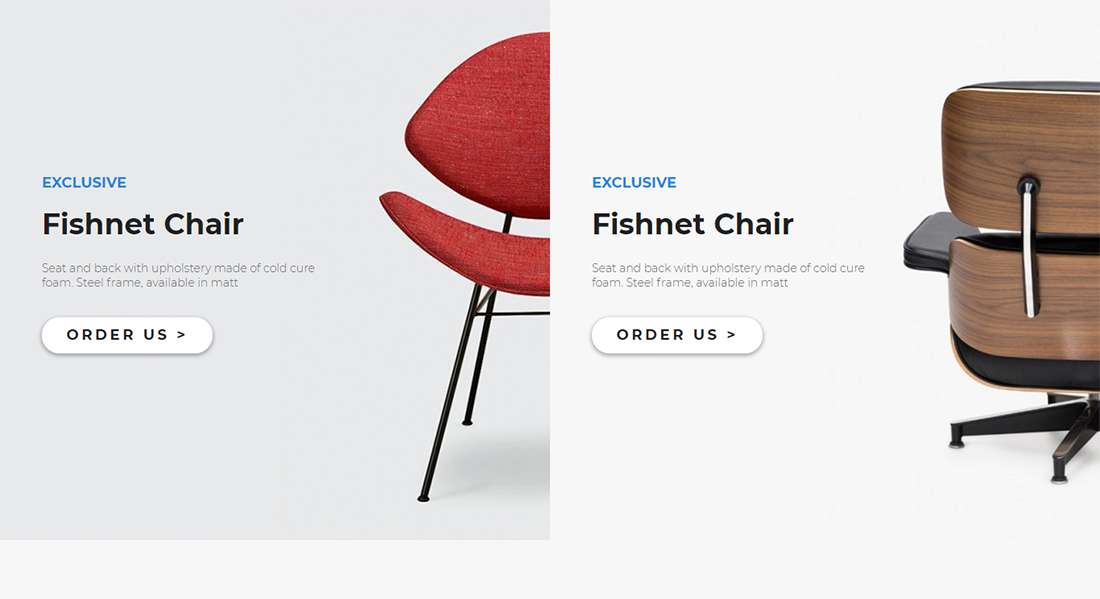 EXCLUSIVE
Fishnet Chair
Seat and back with upholstery made of cold cure
foam. Steel frame, available in matt
ORDER US >
EXCLUSIVE
Fishnet Chair
Seat and back with upholstery made of cold cure
foam. Steel frame, available in matt
ORDER US >